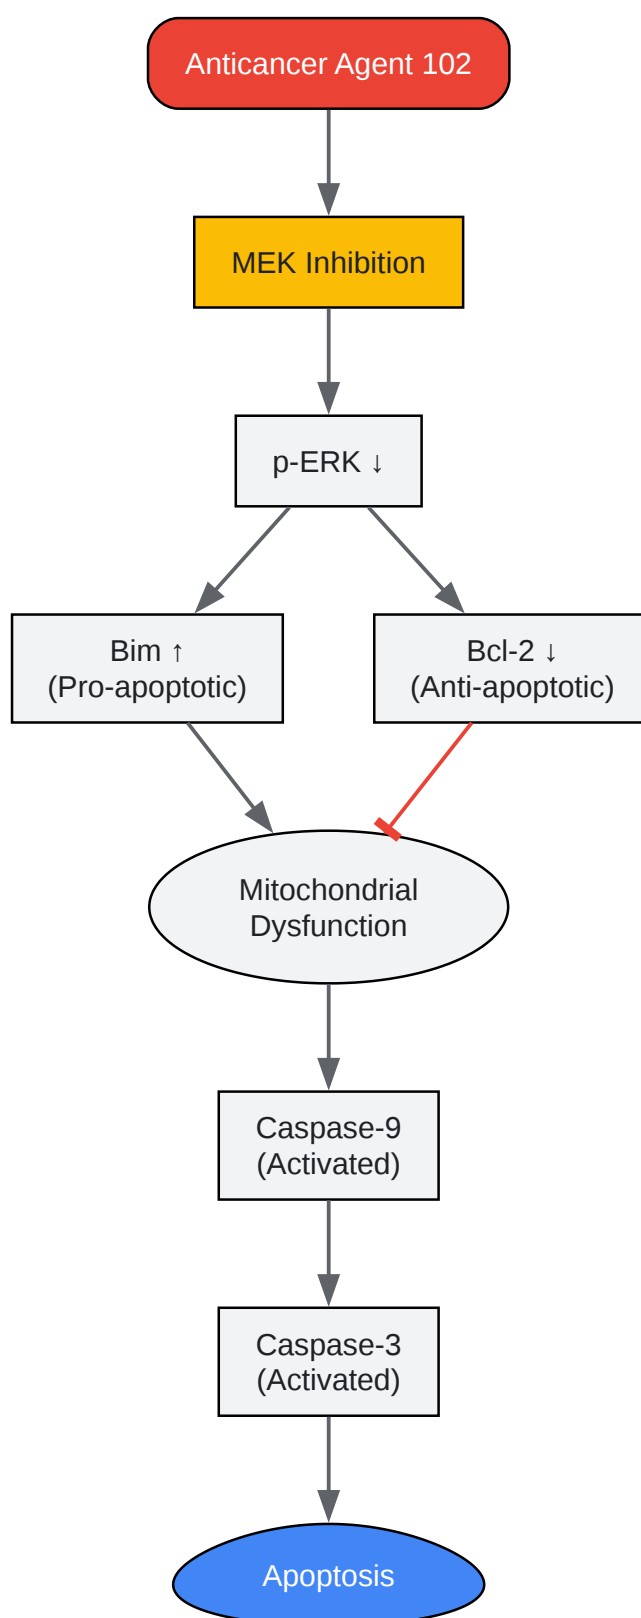 Anticancer Agent 102
MEK Inhibition
p-ERK ↓
Bim ↑
(Pro-apoptotic)
Bcl-2 ↓
(Anti-apoptotic)
Mitochondrial
Dysfunction
Caspase-9
(Activated)
Caspase-3
(Activated)
Apoptosis